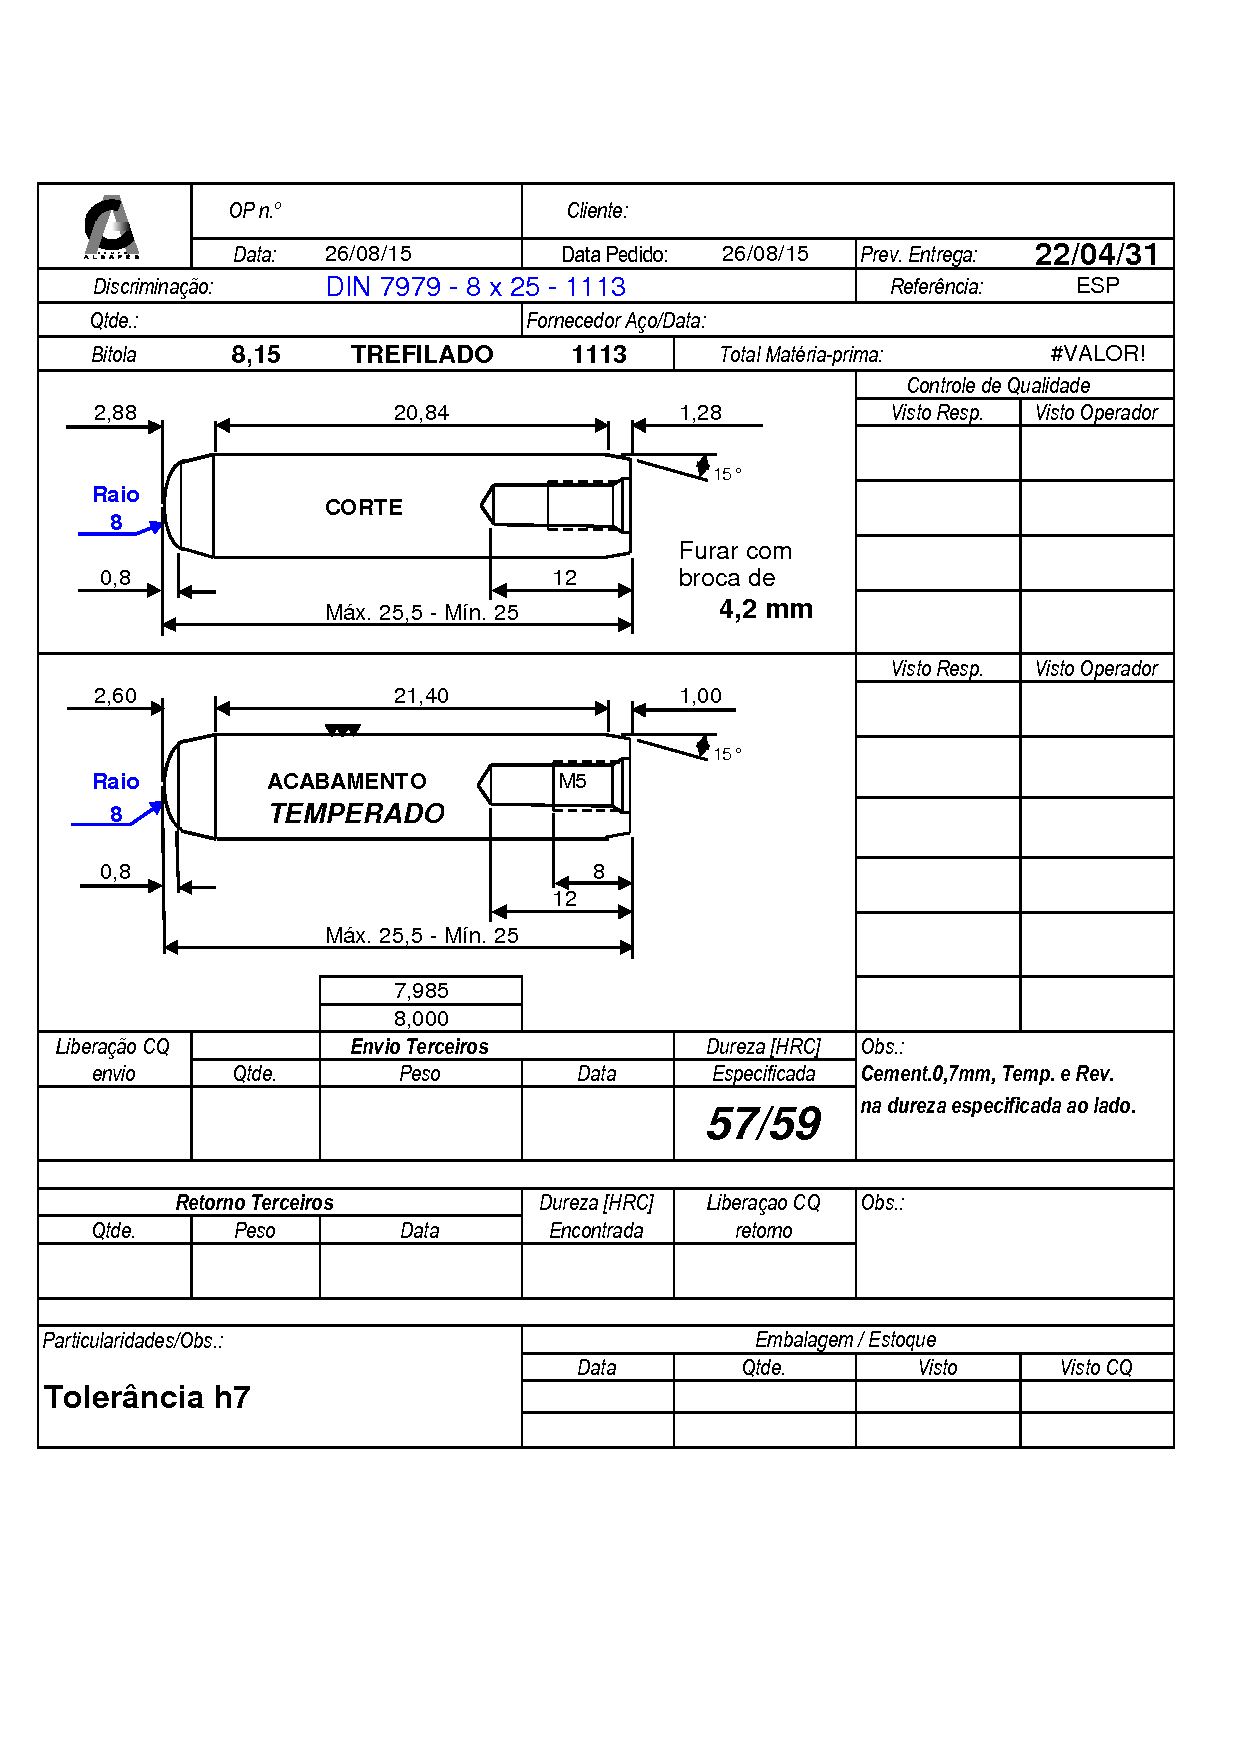 ALBAPES
OP n.º Cliente:
Data: 26/08/15 Data Pedido: 26/08/15 Prev. Entrega: 22/04/31
Discriminação: DIN 7979 - 8 x 25 - 1113 Referência: ESP
Qtde.: Fornecedor Aço/Data:
Bitola 8,15 TREFILADO 1113 Total Matéria-prima: #VALOR!
Controle de Qualidade
2,88 20,84 1,28 Visto Resp. Visto Operador
15°
Raio
8
CORTE
Furar com
0,8 12 broca de
Máx. 25,5 - Mín. 25 4,2 mm
Visto Resp. Visto Operador
2,60 21,40 1,00
15°
Raio ACABAMENTO M5
8 TEMPERADO
0,8 8
12
Máx. 25,5 - Mín. 25
7,985
8,000
Liberação CQ Envio Terceiros Dureza [HRC] Obs.:
envio Qtde. Peso Data Especificada Cement.0,7mm, Temp. e Rev.
57/59 na dureza especificada ao lado.
Retorno Terceiros Dureza [HRC] Liberaçao CQ Obs.:
Qtde. Peso Data Encontrada retorno
Particularidades/Obs.: Embalagem / Estoque
Data Qtde. Visto Visto CQ
Tolerância h7